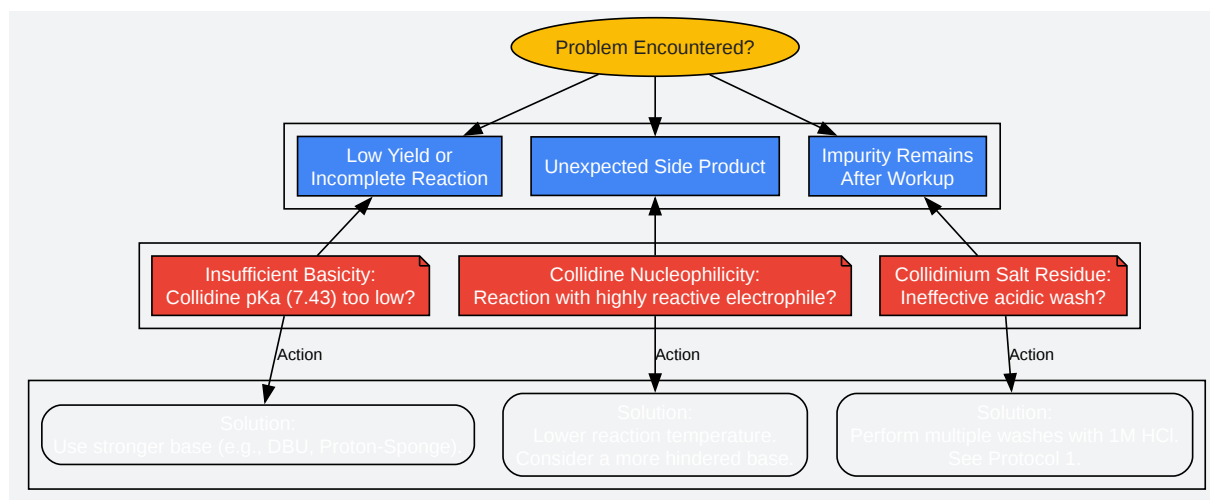 Problem Encountered?
Low Yield or
Incomplete Reaction
Unexpected Side Product
Impurity Remains
After Workup
Insufficient Basicity:
Collidine pKa (7.43) too low?
Collidine Nucleophilicity:
Reaction with highly reactive electrophile?
Collidinium Salt Residue:
Ineffective acidic wash?
Action
Action
Action
Solution:
Use stronger base (e.g., DBU, Proton-Sponge).
Solution:
Lower reaction temperature.
Consider a more hindered base.
Solution:
Perform multiple washes with 1M HCl.
See Protocol 1.